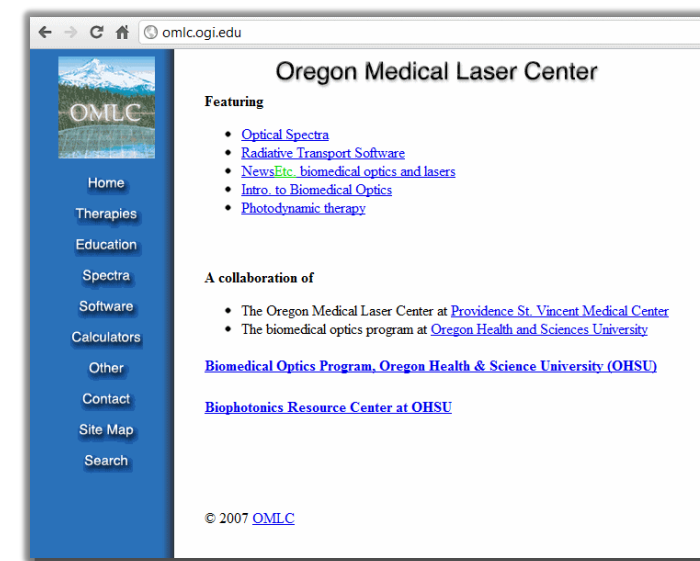 omlc.ogi.edu
OMLC
Home
Therapies
Education
Spectra
Software
Calculators
Other
Contact
Site Map
Search
Oregon Medical Laser Center
Featuring
Optical Spectra
Radiative Transport Software
NewsEtc. biomedical optics and lasers
Intro. to Biomedical Optics
Photodynamic therapy
A collaboration of
The Oregon Medical Laser Center at Providence St. Vincent Medical Center
The biomedical optics program at Oregon Health and Sciences University
Biomedical Optics Program, Oregon Health & Science University (OHSU)
Biophotonics Resource Center at OHSU
© 2007 OMLC